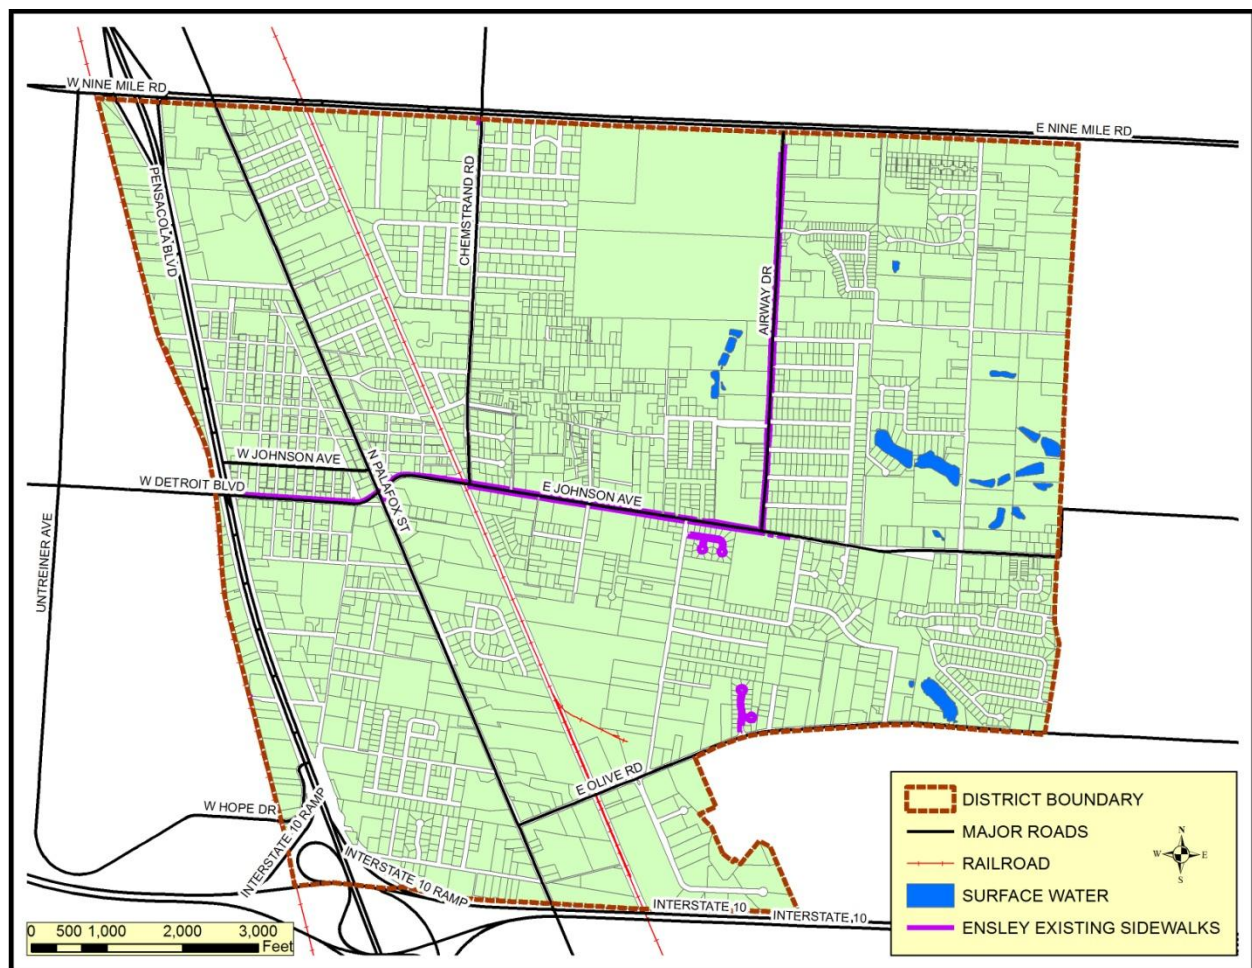 W NINE MILE RD
E NINE MILE RD
PENSACOLA BLVD
CHEMSTRAND RD
AIRWAY DR
W JOHNSON AVE
N PALAFOX ST
W DETROIT BLVD
E JOHNSON AVE
UNTREINER AVE
E OLIVE RD
W HOPE DR
INTERSTATE 10 RAMP
INTERSTATE 10 RAMP
INTERSTATE 10
INTERSTATE 10
0 500 1,000 2,000 3,000
Feet
DISTRICT BOUNDARY
MAJOR ROADS
RAILROAD
SURFACE WATER
ENSLEY EXISTING SIDEWALKS
N
W E
S